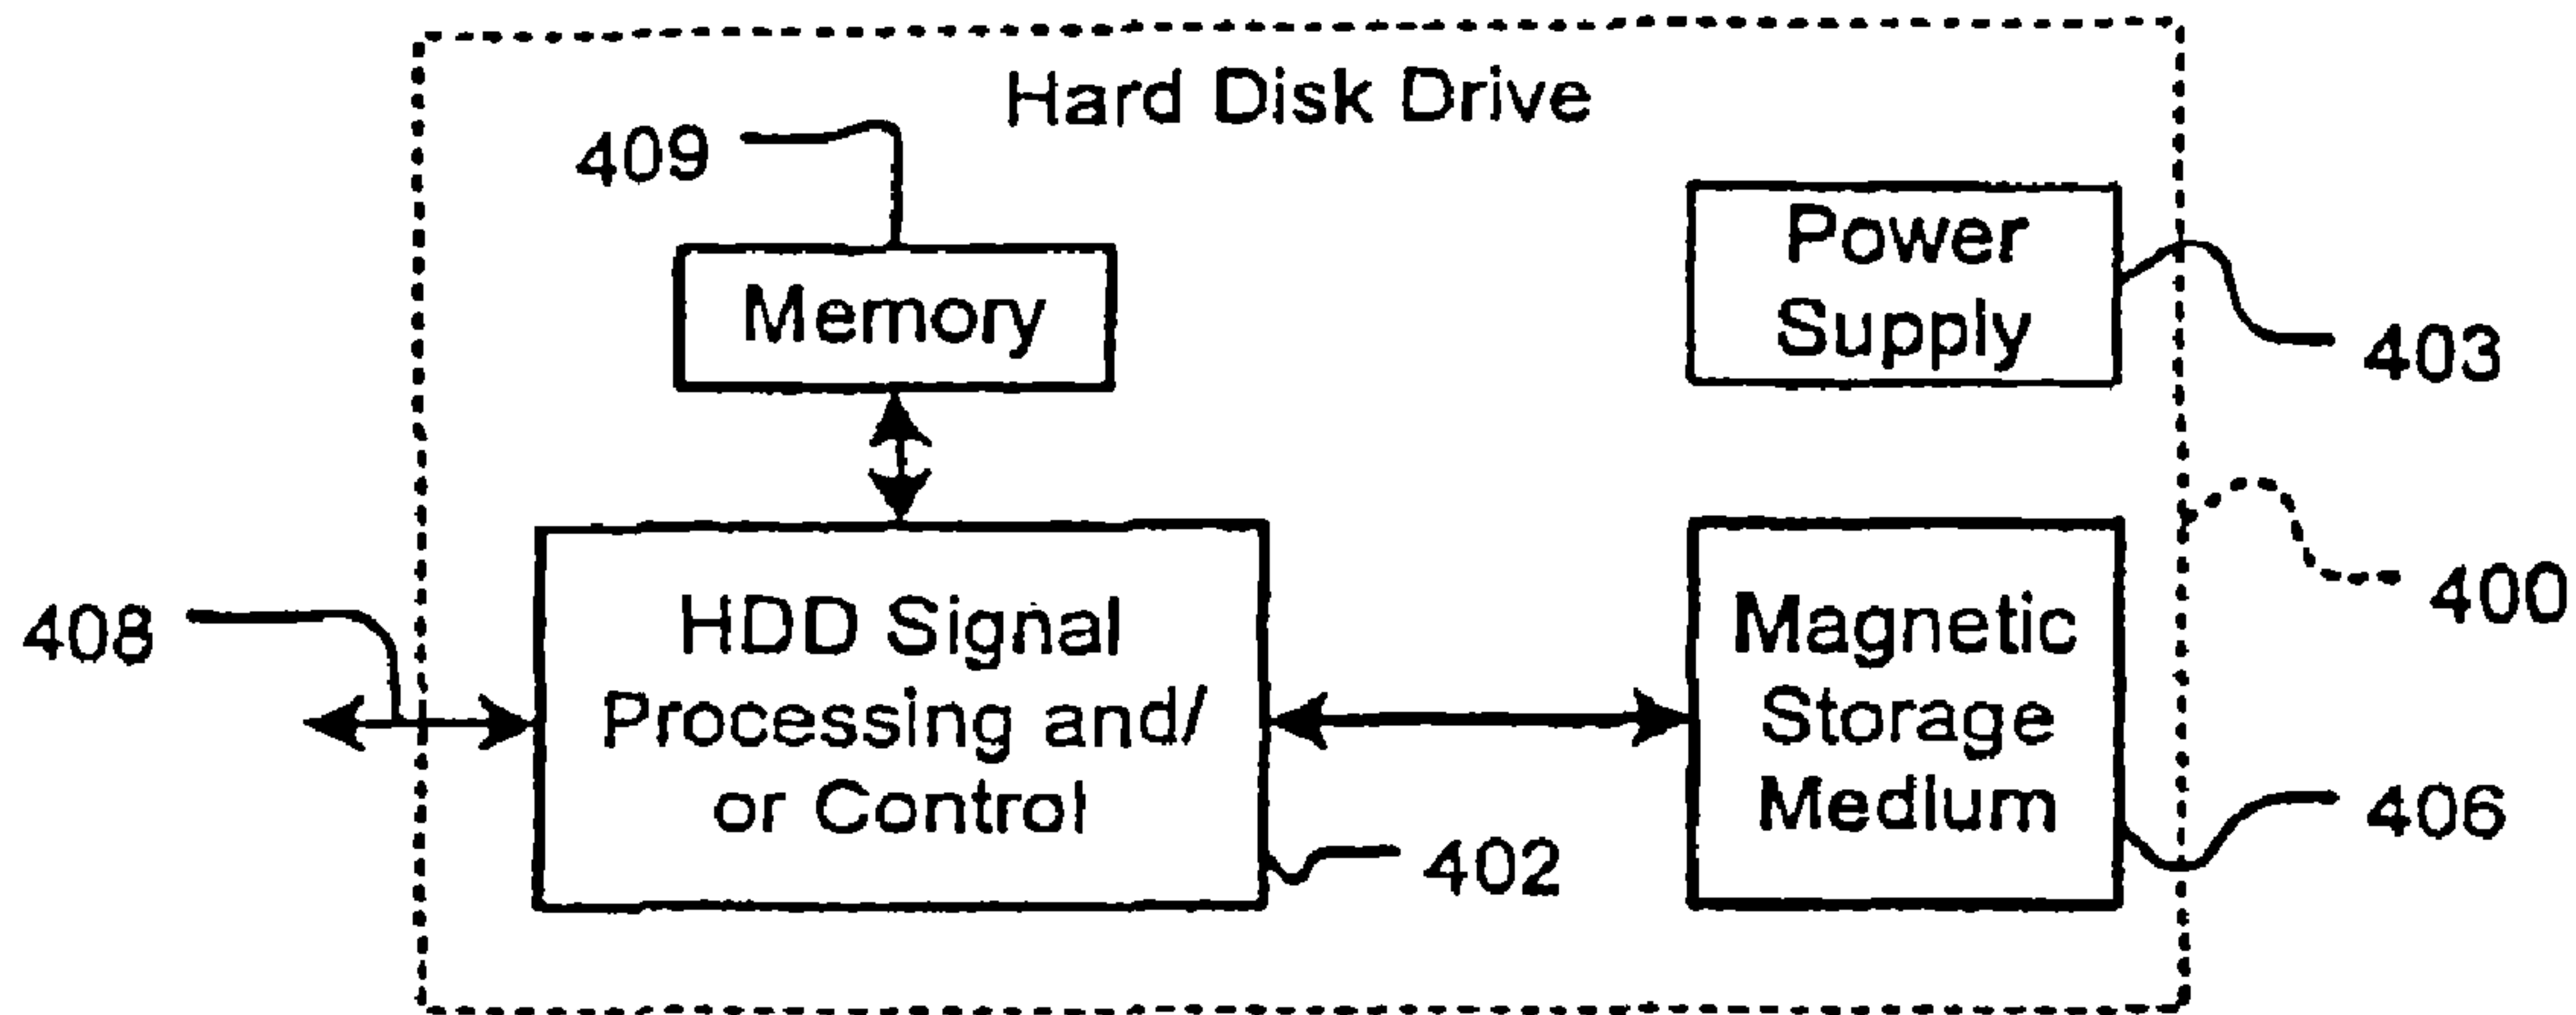 Hard Disk Drive
409
Memory
Power
Supply
403
400
408
HDD Signal
Processing and/
or Control
402
Magnetic
Storage
Medium
406